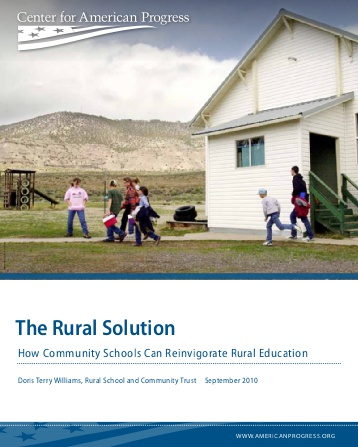 Center for American Progress
The Rural Solution
How Community Schools Can Reinvigorate Rural Education
Doris Terry Williams, Rural School and Community Trust September 2010
WWW.AMERICANPROGRESS.ORG